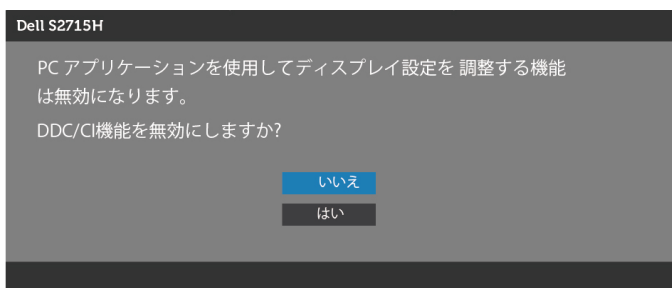 Dell S2715H
PC アプリケーションを使用してディスプレイ設定を 調整する機能
は無効になります。
DDC/CI機能を無効にしますか?
いいえ
はい